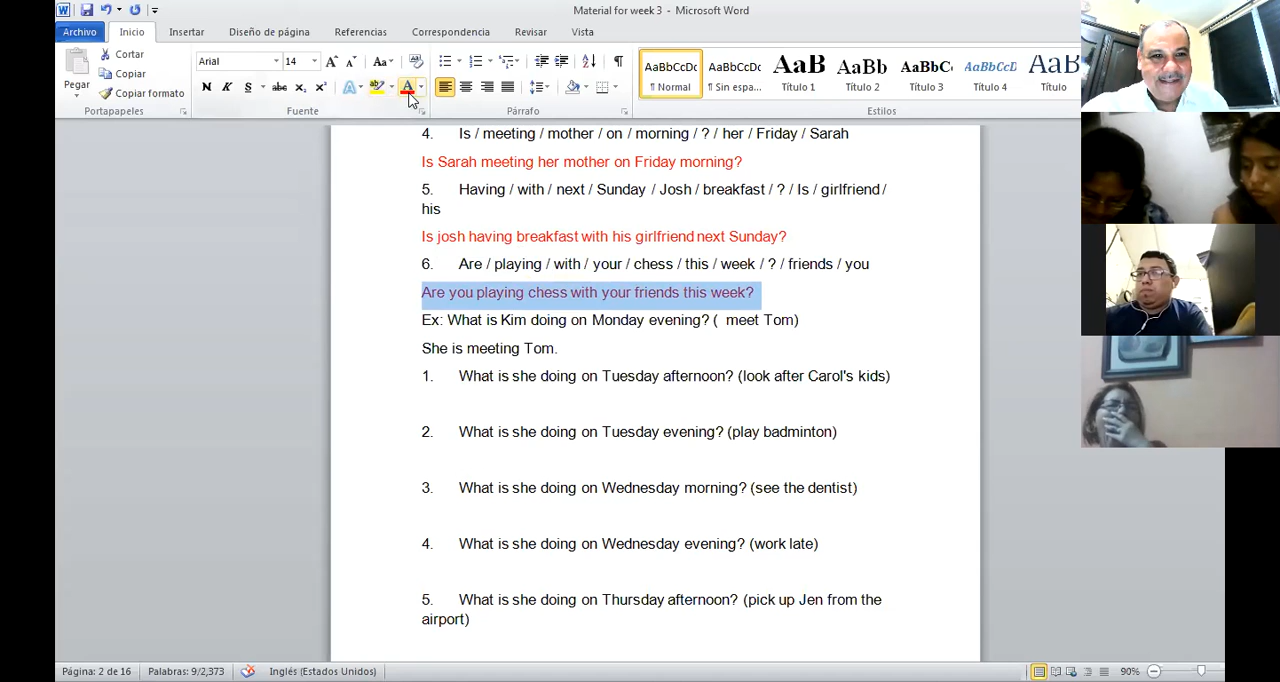 Material for week 3 - Microsoft Word
Archivo Inicio Insertar Diseño de página Referencias Correspondencia Revisar Vista
Pegar
Cortar
Copiar
Copiar formato
Portapapeles
Arial 14
N K S abc x₂ x²
Fuente
Párrafo
AaBbCcDc AaBbCcDc AaB AaBb AaBbC AaBbCcD AaB
¶ Normal ¶ Sin espa... Título 1 Título 2 Título 3 Título 4 Título
Estilos
4. Is / meeting / mother / on / morning / ? / her / Friday / Sarah
Is Sarah meeting her mother on Friday morning?
5. Having / with / next / Sunday / Josh / breakfast / ? / Is / girlfriend /
his
Is josh having breakfast with his girlfriend next Sunday?
6. Are / playing / with / your / chess / this / week / ? / friends / you
Are you playing chess with your friends this week?
Ex: What is Kim doing on Monday evening? (  meet Tom)
She is meeting Tom.
1. What is she doing on Tuesday afternoon? (look after Carol's kids)
2. What is she doing on Tuesday evening? (play badminton)
3. What is she doing on Wednesday morning? (see the dentist)
4. What is she doing on Wednesday evening? (work late)
5. What is she doing on Thursday afternoon? (pick up Jen from the
airport)
Página: 2 de 16 Palabras: 9/2,373 Inglés (Estados Unidos) 90%